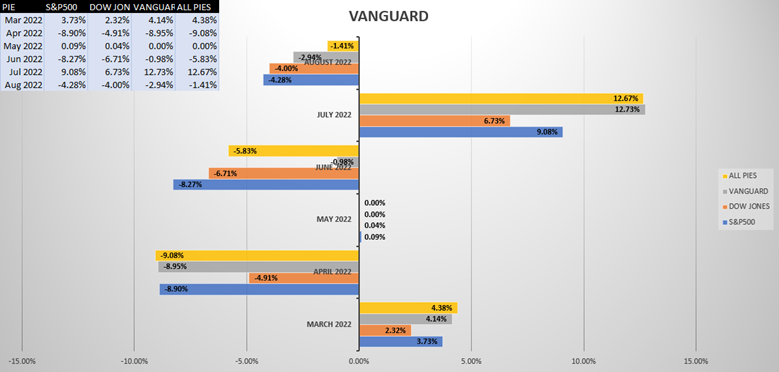 PIE S&P500 DOW JON VANGUAR ALL PIES
Mar 2022 3.73% 2.32% 4.14% 4.38%
Apr 2022 -8.90% -4.91% -8.95% -9.08%
May 2022 0.09% 0.04% 0.00% 0.00%
Jun 2022 -8.27% -6.71% -0.98% -5.83%
Jul 2022 9.08% 6.73% 12.73% 12.67%
Aug 2022 -4.28% -4.00% -2.94% -1.41%
VANGUARD
-1.41%
-2.94%
AUGUST 2022
-4.00%
-4.28%
12.67%
12.73%
JULY 2022
6.73%
9.08%
-5.83%
-0.98%
JUNE 2022
-6.71%
-8.27%
0.00%
0.00%
MAY 2022
0.04%
0.09%
-9.08%
-8.95%
APRIL 2022
-4.91%
-8.90%
4.38%
4.14%
MARCH 2022
2.32%
3.73%
-15.00% -10.00% -5.00% 0.00% 5.00% 10.00% 15.00%
ALL PIES
VANGUARD
DOW JONES
S&P500